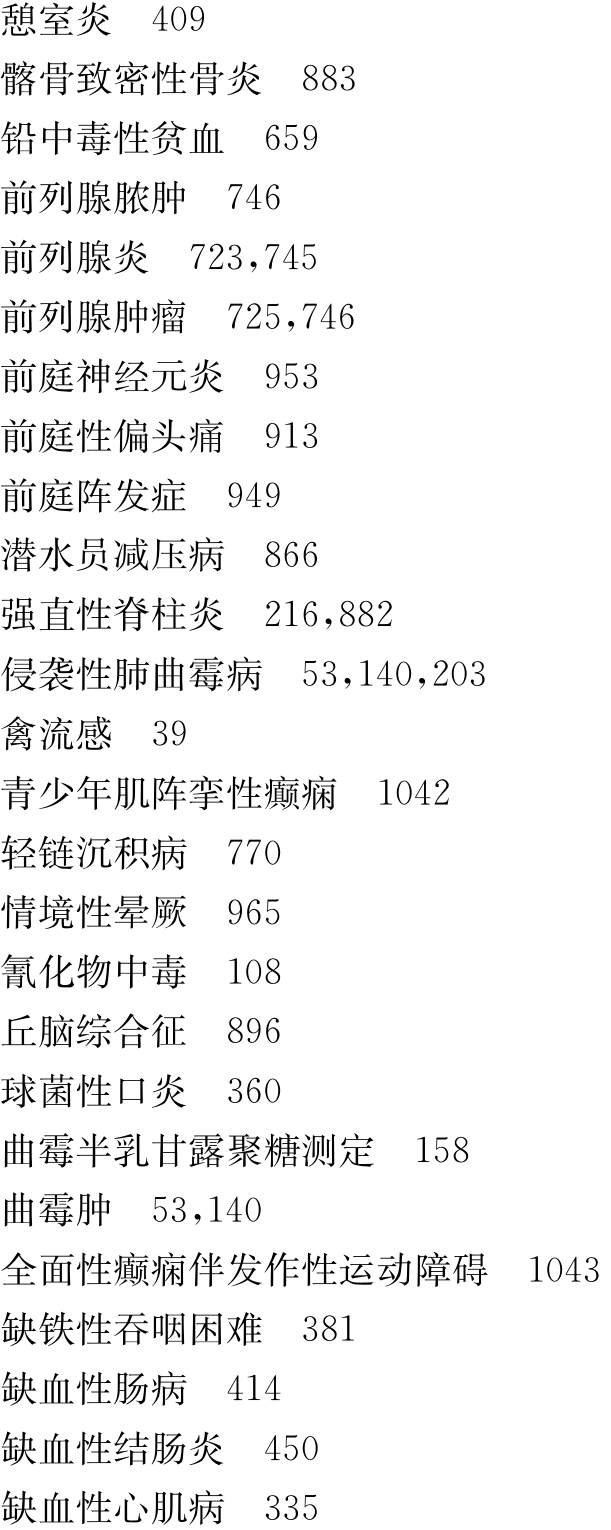 憩室炎　409
髂骨致密性骨炎　883
铅中毒性贫血　659
前列腺脓肿　746
前列腺炎　723,745
前列腺肿瘤　725,746
前庭神经元炎　953
前庭性偏头痛　913
前庭阵发症　949
潜水员减压病　866
强直性脊柱炎　216,882
侵袭性肺曲霉病　53,140,203
禽流感　39
青少年肌阵挛性癫痫　1042
轻链沉积病　770
情境性晕厥　965
氰化物中毒　108
丘脑综合征　896
球菌性口炎　360
曲霉半乳甘露聚糖测定　158
曲霉肿　53,140
全面性癫痫伴发作性运动障碍　1043
缺铁性吞咽困难　381
缺血性肠病　414
缺血性结肠炎　450
缺血性心肌病　335